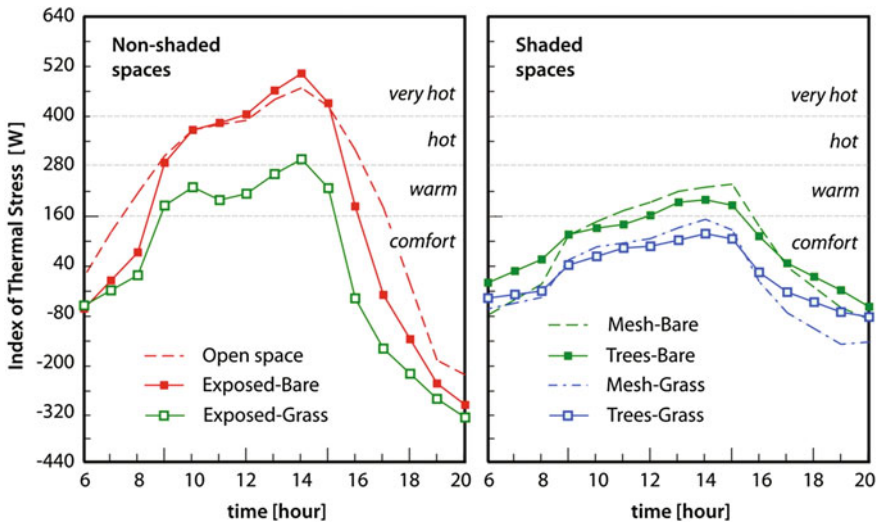 Index of Thermal Stress [W]
640
520
400
280
160
40
-80
-200
-320
-440
Non-shaded
spaces
very hot
hot
warm
comfort
Open space
Exposed-Bare
Exposed-Grass
6 8 10 12 14 16 18 20
time [hour]
Shaded
spaces
very hot
hot
warm
comfort
Mesh-Bare
Trees-Bare
Mesh-Grass
Trees-Grass
6 8 10 12 14 16 18 20
time [hour]